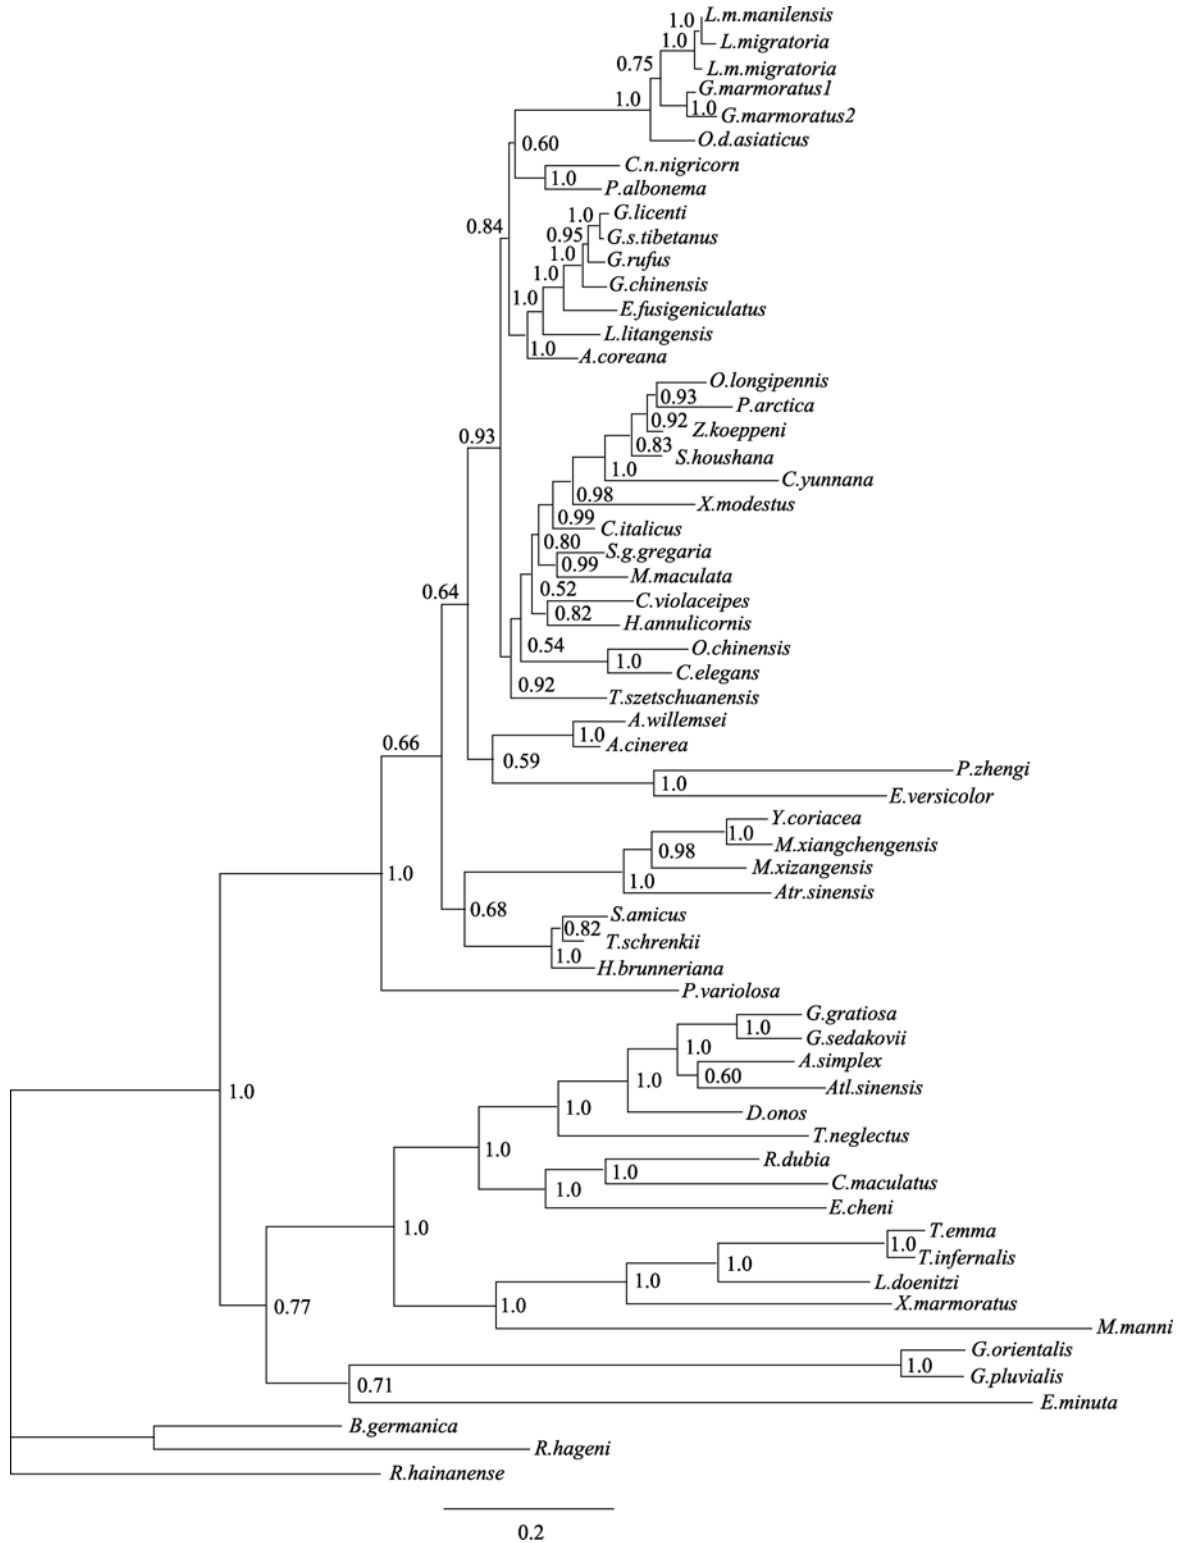 1.0 L.m.manilensis
1.0 L.migratoria
0.75 L.m.migratoria
G.marmoratus1
1.0 1.0 G.marmoratus2
O.d.asiaticus
0.60
C.n.nigricorn
1.0 P.albonema
1.0 G.licenti
0.84 0.95 G.s.tibetanus
1.0 G.rufus
1.0 G.chinensis
1.0 E.fusigeniculatus
L.litangensis
1.0 A.coreana
O.longipennis
0.93 P.arctica
0.92 Z.koeppeni
0.93 0.83 S.houshana
1.0 C.yunnana
0.98 X.modestus
0.99 C.italicus
0.80 S.g.gregaria
0.99 M.maculata
0.64 0.52 C.violaceipes
0.82 H.annulicornis
0.54 O.chinensis
1.0 C.elegans
0.92 T.szetschuanensis
A.willemsei
0.66 1.0 A.cinerea
0.59 P.zhengi
1.0 E.versicolor
Y.coriacea
1.0 M.xiangchengensis
0.98 M.xizangensis
1.0 1.0 Atr.sinensis
0.68 S.amicus
0.82 T.schrenkii
1.0 H.brunneriana
P.variolosa
G.gratiosa
1.0 G.sedakovii
1.0 A.simplex
1.0 0.60 Atl.sinensis
1.0 1.0 D.onos
T.neglectus
1.0 R.dubia
1.0 C.maculatus
1.0 E.cheni
1.0 T.emma
1.0 T.infernalis
1.0 L.doenitzi
1.0 X.marmoratus
0.77 1.0 M.manni
G.orientalis
1.0 G.pluvialis
0.71 E.minuta
B.germanica
R.hageni
R.hainanense
0.2